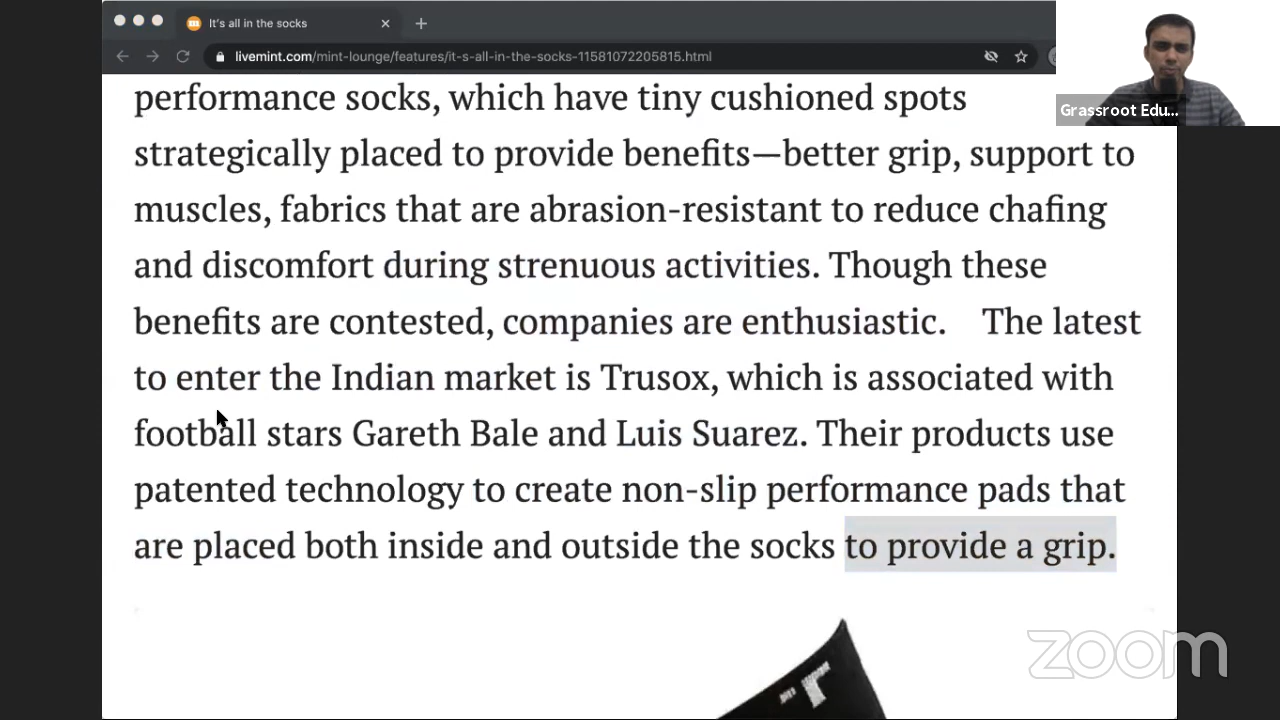 It's all in the socks
livemint.com/mint-lounge/features/it-s-all-in-the-socks-11581072205815.html
Grassroot Edu...
performance socks, which have tiny cushioned spots
strategically placed to provide benefits—better grip, support to
muscles, fabrics that are abrasion-resistant to reduce chafing
and discomfort during strenuous activities. Though these
benefits are contested, companies are enthusiastic. The latest
to enter the Indian market is Trusox, which is associated with
football stars Gareth Bale and Luis Suarez. Their products use
patented technology to create non-slip performance pads that
are placed both inside and outside the socks to provide a grip.
zoom